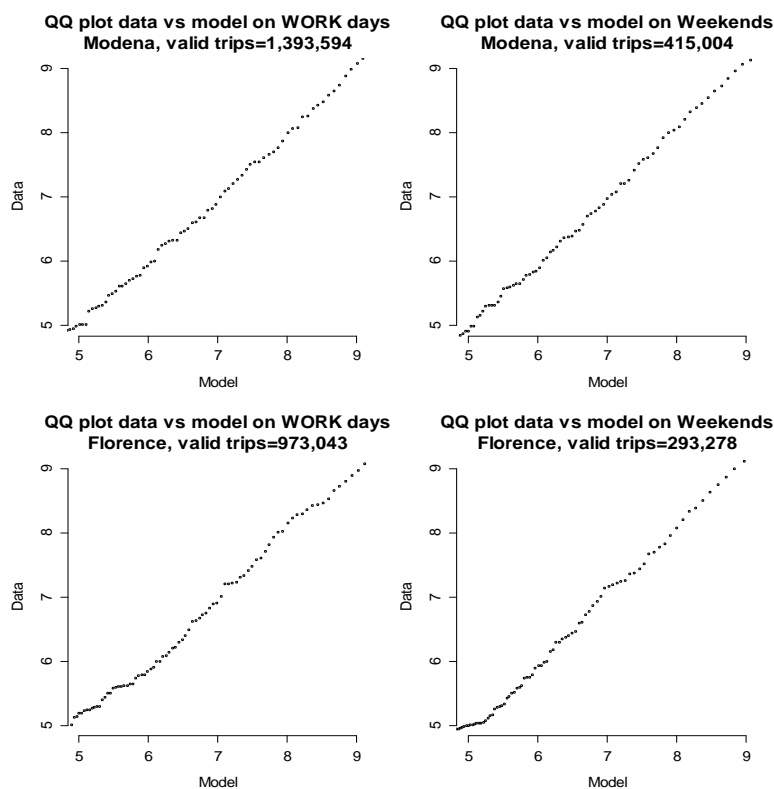 QQ plot data vs model on WORK days
Modena, valid trips=1,393,594
9
8
7
6
5
Data
5 6 7 8 9
Model
QQ plot data vs model on Weekends
Modena, valid trips=415,004
9
8
7
6
5
Data
5 6 7 8 9
Model
QQ plot data vs model on WORK days
Florence, valid trips=973,043
9
8
7
6
5
Data
5 6 7 8 9
Model
QQ plot data vs model on Weekends
Florence, valid trips=293,278
9
8
7
6
5
Data
5 6 7 8 9
Model